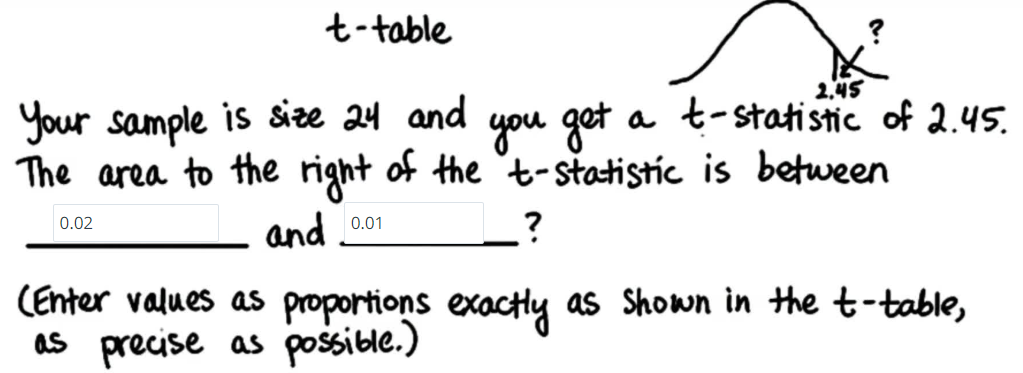 t-table
?
2.45
Your sample is size 24 and you get a t-statistic of 2.45.
The area to the right of the t-statistic is between
0.02 and 0.01 ?
(Enter values as proportions exactly as shown in the t-table,
as precise as possible.)